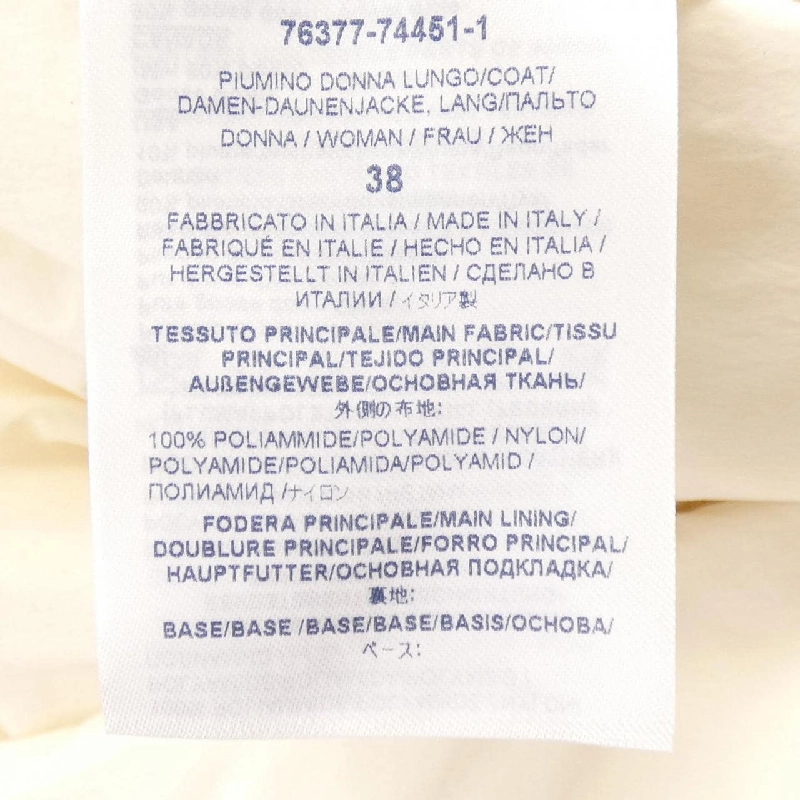 76377-74451-1
PIUMINO DONNA LUNGO/COAT/
DAMEN-DAUNENJACKE, LANG/ПАЛЬТО
DONNA / WOMAN / FRAU / ЖЕН
38
FABBRICATO IN ITALIA / MADE IN ITALY /
FABRIQUÉ EN ITALIE / HECHO EN ITALIA /
HERGESTELLT IN ITALIEN / СДЕЛАНО В
ИТАЛИИ / イタリア製
TESSUTO PRINCIPALE/MAIN FABRIC/TISSU
PRINCIPAL/TEJIDO PRINCIPAL/
AUßENGEWEBE/ОСНОВНАЯ ТКАНЬ/
外側の布地:
100% POLIAMMIDE/POLYAMIDE / NYLON/
POLYAMIDE/POLIAMIDA/POLYAMID /
ПОЛИАМИД /ナイロン
FODERA PRINCIPALE/MAIN LINING/
DOUBLURE PRINCIPALE/FORRO PRINCIPAL/
HAUPTFUTTER/ОСНОВНАЯ ПОДКЛАДКА/
裏地:
BASE/BASE /BASE/BASE/BASIS/ОСНОВА/
ベース: